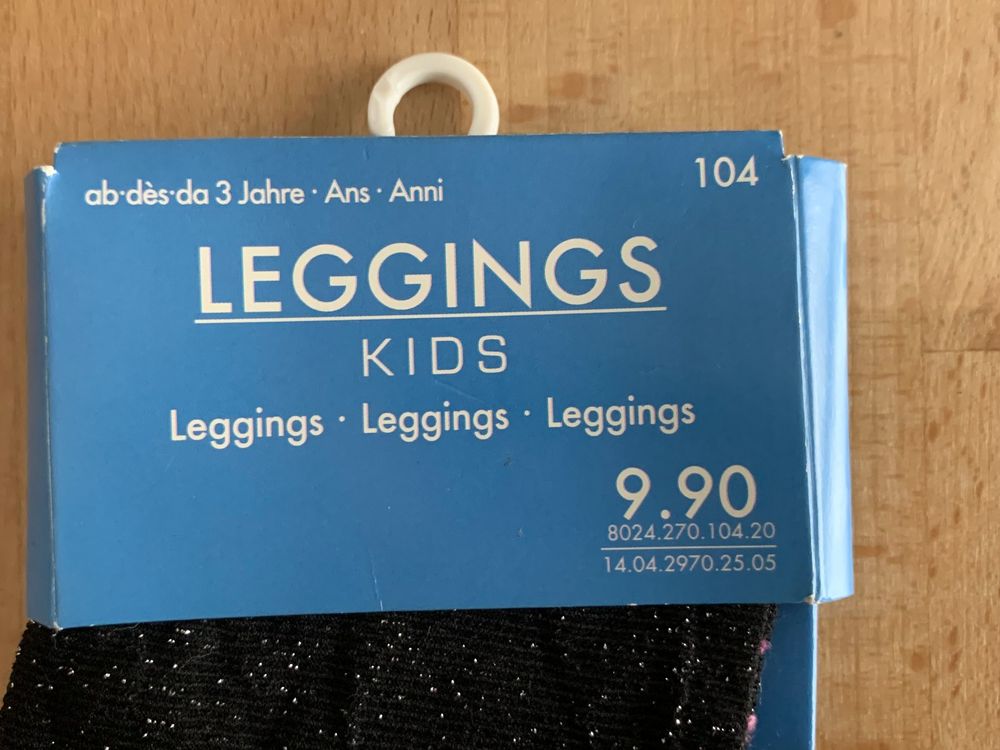 ab·dès·da 3 Jahre · Ans · Anni
104
LEGGINGS
KIDS
Leggings · Leggings · Leggings
9.90
8024.270.104.20
14.04.2970.25.05